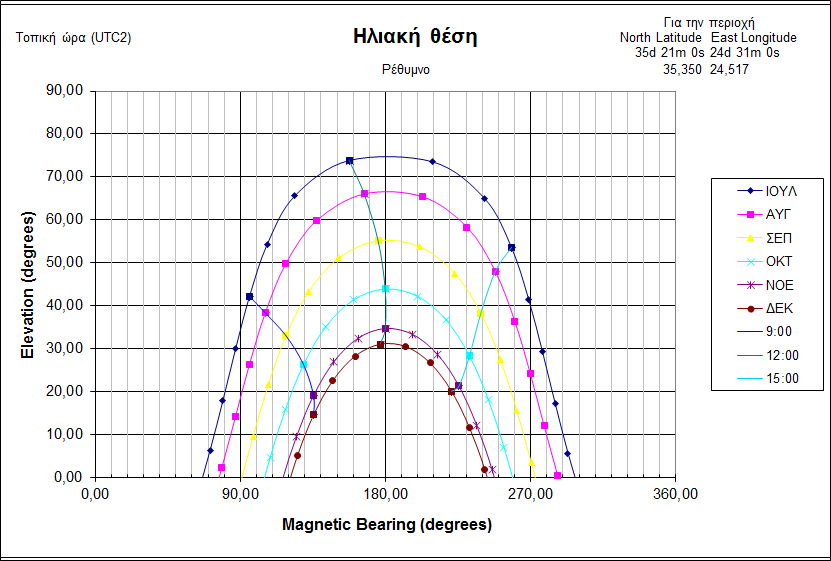 Τοπική ώρα (UTC2)
Ηλιακή θέση
Ρέθυμνο
Για την περιοχή
North Latitude East Longitude
35d 21m 0s 24d 31m 0s
35,350 24,517
90,00
80,00
70,00
60,00
50,00
40,00
30,00
20,00
10,00
0,00
Elevation (degrees)
0,00 90,00 180,00 270,00 360,00
Magnetic Bearing (degrees)
ΙΟΥΛ
ΑΥΓ
ΣΕΠ
ΟΚΤ
ΝΟΕ
ΔΕΚ
9:00
12:00
15:00